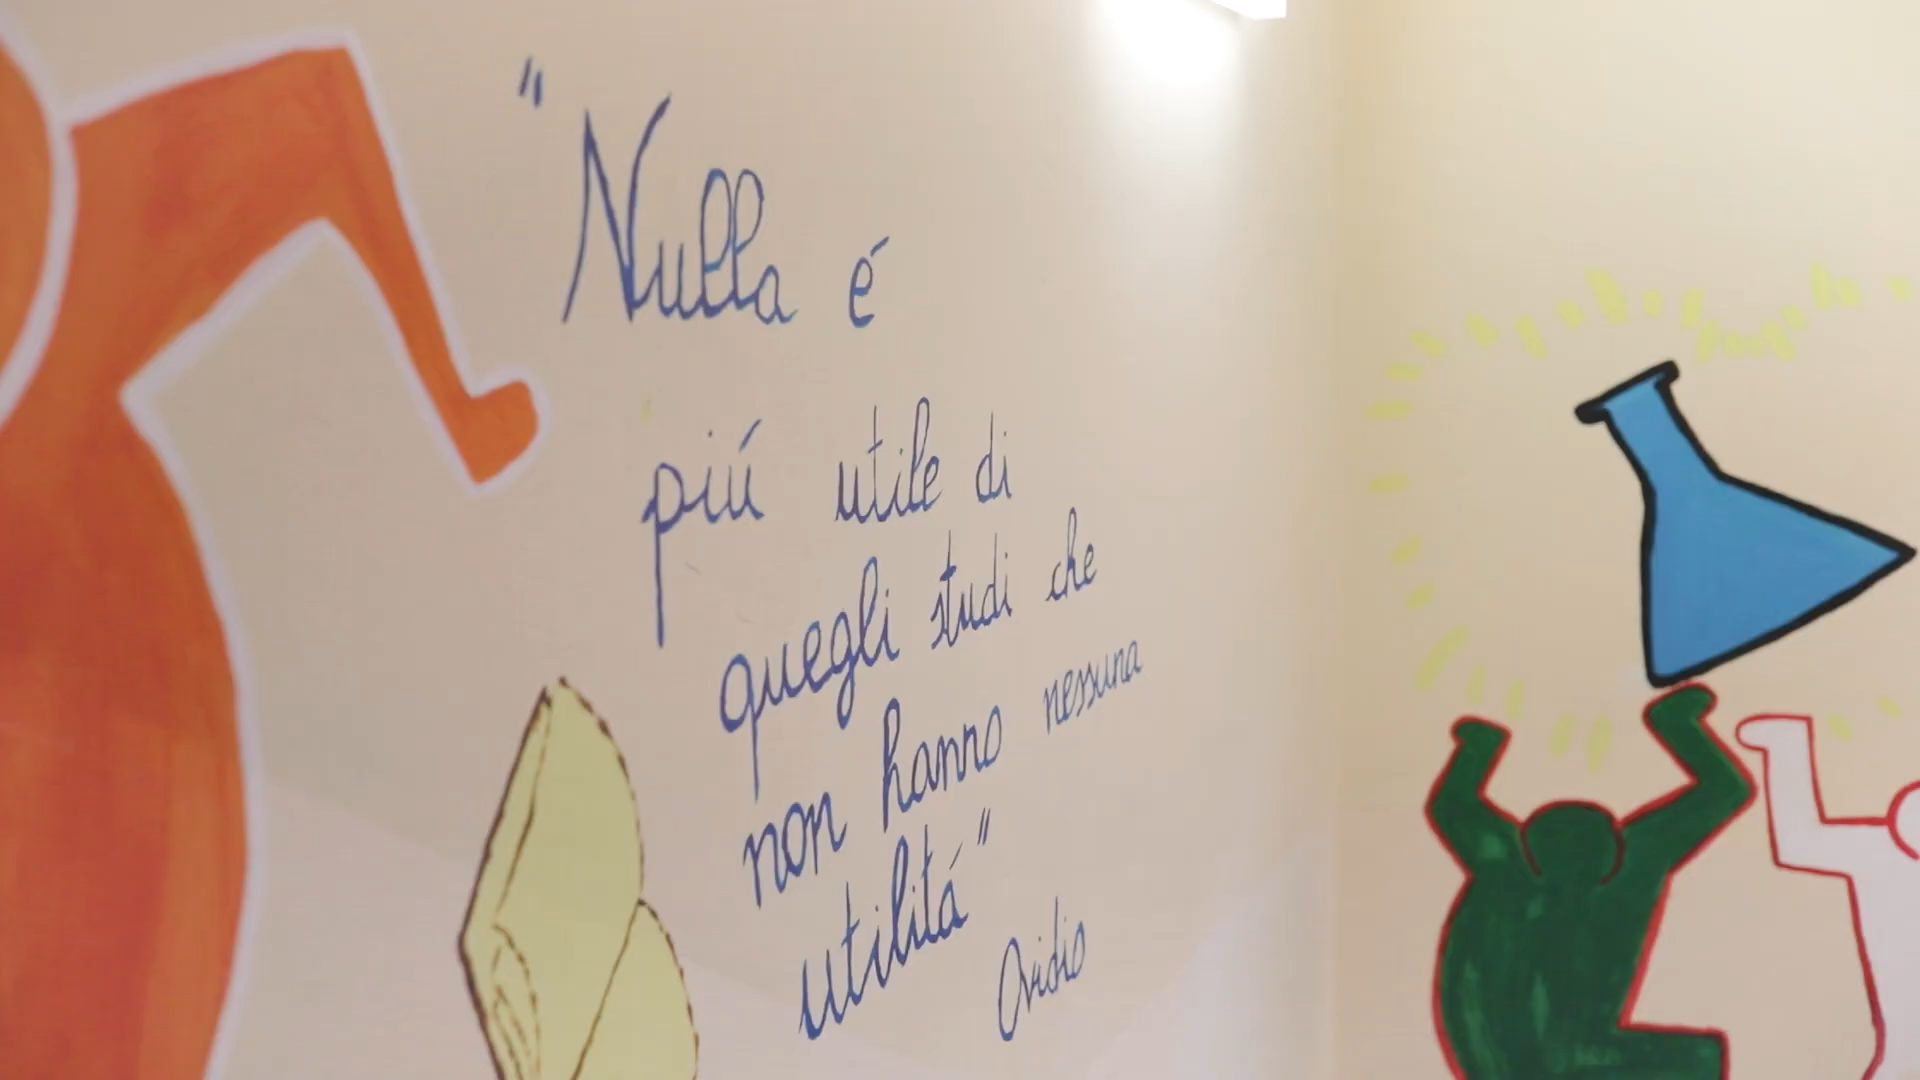 "Nulla é
piú utile di
quegli studi che
non hanno nessuna
utilitá"
Ovidio